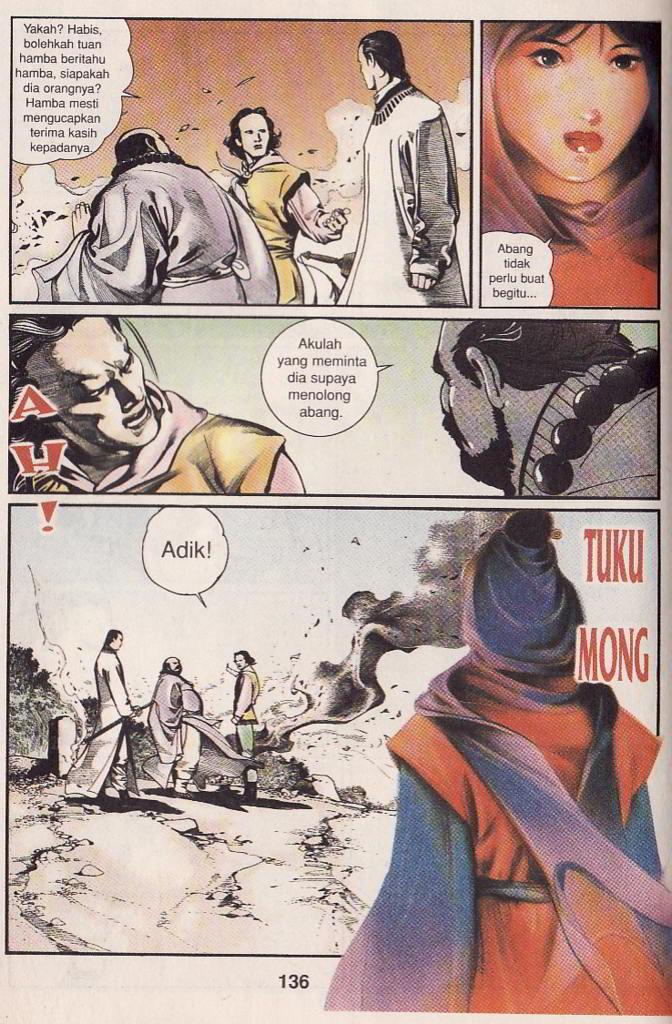 Yakah? Habis,
bolehkah tuan
hamba beritahu
hamba, siapakah
dia orangnya?
Hamba mesti
mengucapkan
terima kasih
kepadanya.
Abang
tidak
perlu buat
begitu...
Akulah
yang meminta
dia supaya
menolong
abang.
AH!
Adik!
TUKU
MONG
136